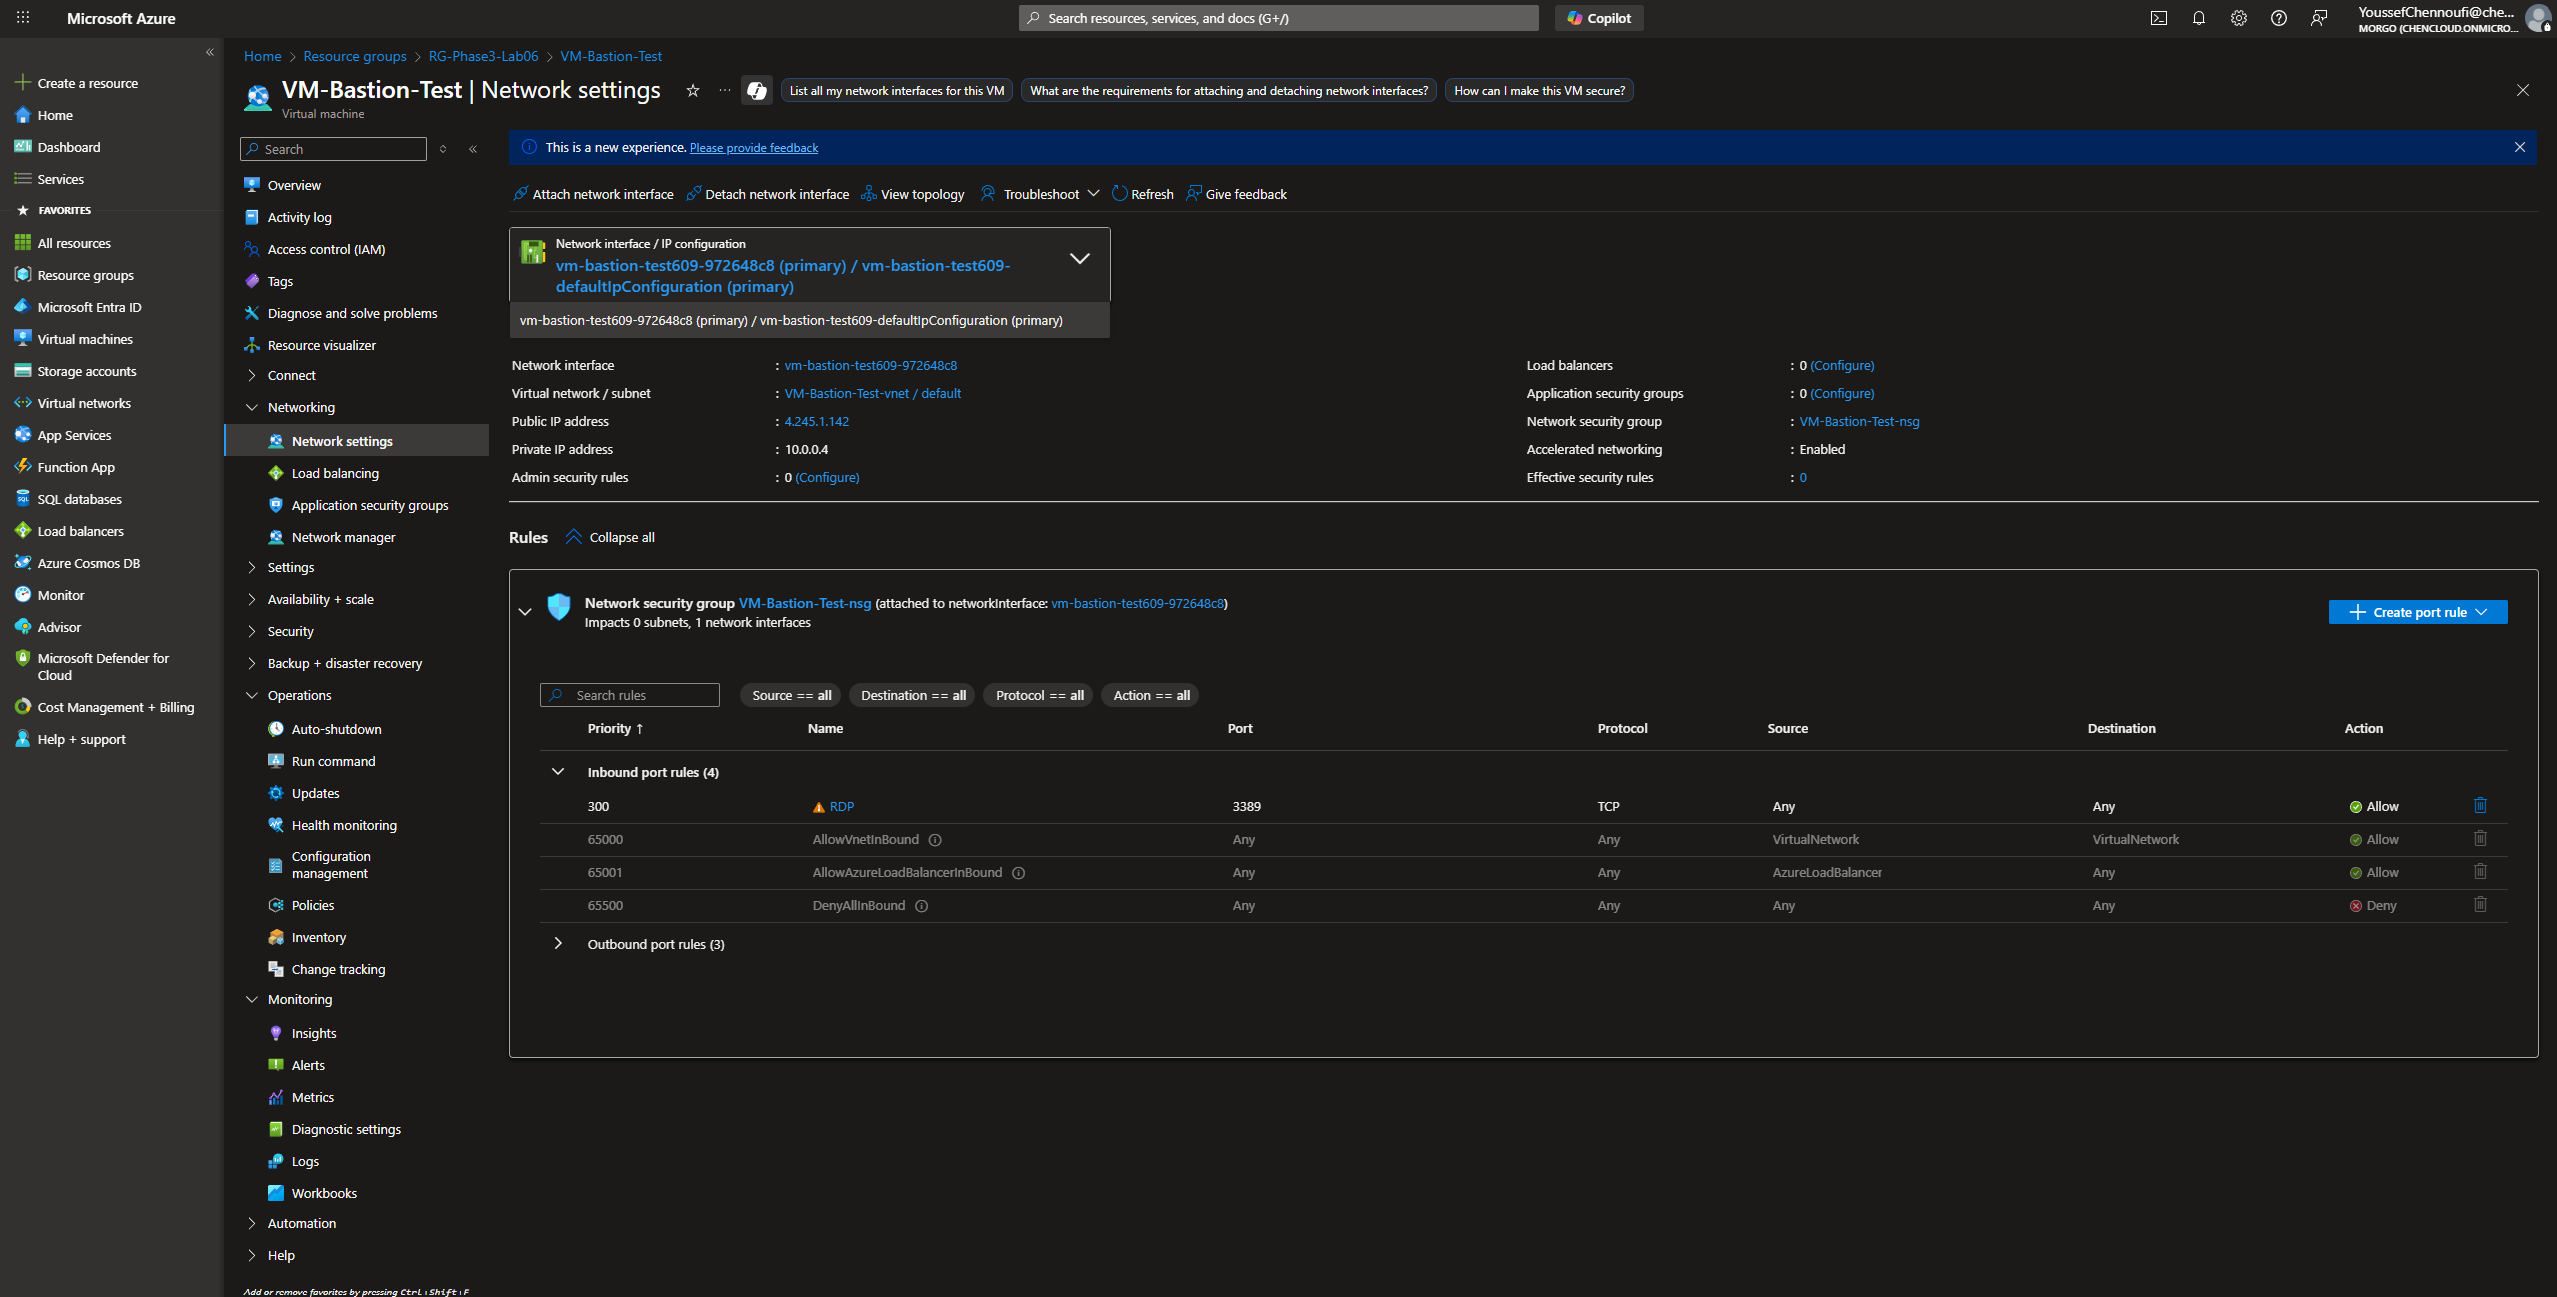 Microsoft Azure
Search resources, services, and docs (G+/)
Copilot
YoussefChennoufi@che...
MORGO (CHENCLOUD.ONMICRO...
Create a resource
Home
Dashboard
Services
FAVORITES
All resources
Resource groups
Microsoft Entra ID
Virtual machines
Storage accounts
Virtual networks
App Services
Function App
SQL databases
Load balancers
Azure Cosmos DB
Monitor
Advisor
Microsoft Defender for
Cloud
Cost Management + Billing
Help + support
Home > Resource groups > RG-Phase3-Lab06 > VM-Bastion-Test
VM-Bastion-Test | Network settings
Virtual machine
List all my network interfaces for this VM
What are the requirements for attaching and detaching network interfaces?
How can I make this VM secure?
Search
Overview
Activity log
Access control (IAM)
Tags
Diagnose and solve problems
Resource visualizer
Connect
Networking
Network settings
Load balancing
Application security groups
Network manager
Settings
Availability + scale
Security
Backup + disaster recovery
Operations
Auto-shutdown
Run command
Updates
Health monitoring
Configuration
management
Policies
Inventory
Change tracking
Monitoring
Insights
Alerts
Metrics
Diagnostic settings
Logs
Workbooks
Automation
Help
Add or remove favorites by pressing Ctrl+Shift+F
This is a new experience. Please provide feedback
Attach network interface
Detach network interface
View topology
Troubleshoot
Refresh
Give feedback
Network interface / IP configuration
vm-bastion-test609-972648c8 (primary) / vm-bastion-test609-
defaultIpConfiguration (primary)
vm-bastion-test609-972648c8 (primary) / vm-bastion-test609-defaultIpConfiguration (primary)
Network interface : vm-bastion-test609-972648c8
Virtual network / subnet : VM-Bastion-Test-vnet / default
Public IP address : 4.245.1.142
Private IP address : 10.0.0.4
Admin security rules : 0 (Configure)
Load balancers : 0 (Configure)
Application security groups : 0 (Configure)
Network security group : VM-Bastion-Test-nsg
Accelerated networking : Enabled
Effective security rules : 0
Rules
Collapse all
Network security group VM-Bastion-Test-nsg (attached to networkInterface: vm-bastion-test609-972648c8)
Impacts 0 subnets, 1 network interfaces
Create port rule
Search rules
Source == all
Destination == all
Protocol == all
Action == all
Priority ↑ Name Port Protocol Source Destination Action
Inbound port rules (4)
300 RDP 3389 TCP Any Any Allow
65000 AllowVnetInBound Any Any VirtualNetwork VirtualNetwork Allow
65001 AllowAzureLoadBalancerInBound Any Any AzureLoadBalancer Any Allow
65500 DenyAllInBound Any Any Any Any Deny
Outbound port rules (3)